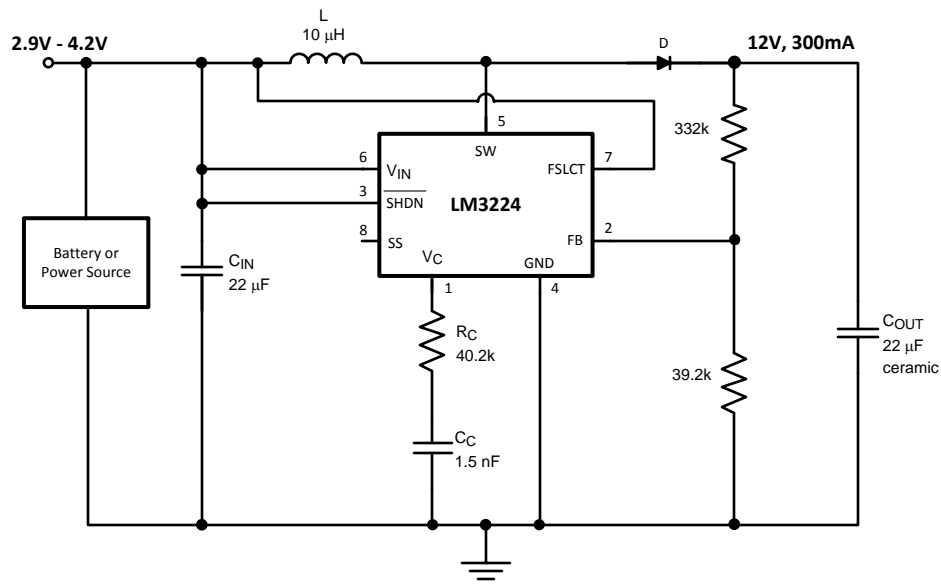 L
10 μH
2.9V - 4.2V
D
12V, 300mA
5
SW
332k
6
VIN
7
FSLCT
3
SHDN
LM3224
8
SS
2
FB
VC
GND
1
4
Battery or
Power Source
CIN
22 μF
RC
40.2k
COUT
22 μF
ceramic
39.2k
CC
1.5 nF